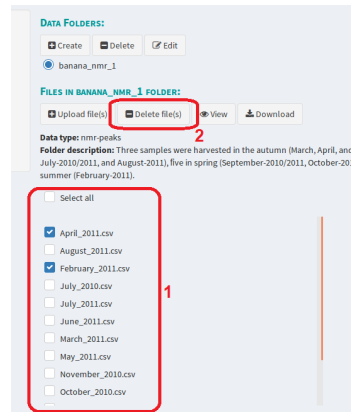 DATA FOLDERS:
Create Delete Edit
banana_nmr_1
FILES IN BANANA_NMR_1 FOLDER:
Upload file(s) Delete file(s) View Download
2
Data type: nmr-peaks
Folder description: Three samples were harvested in the autumn (March, April, and
July-2010/2011, and August-2011), five in spring (September-2010/2011, October-201
summer (February-2011).
Select all
April_2011.csv
August_2011.csv
February_2011.csv
July_2010.csv
1
July_2011.csv
June_2011.csv
March_2011.csv
May_2011.csv
November_2010.csv
October_2010.csv